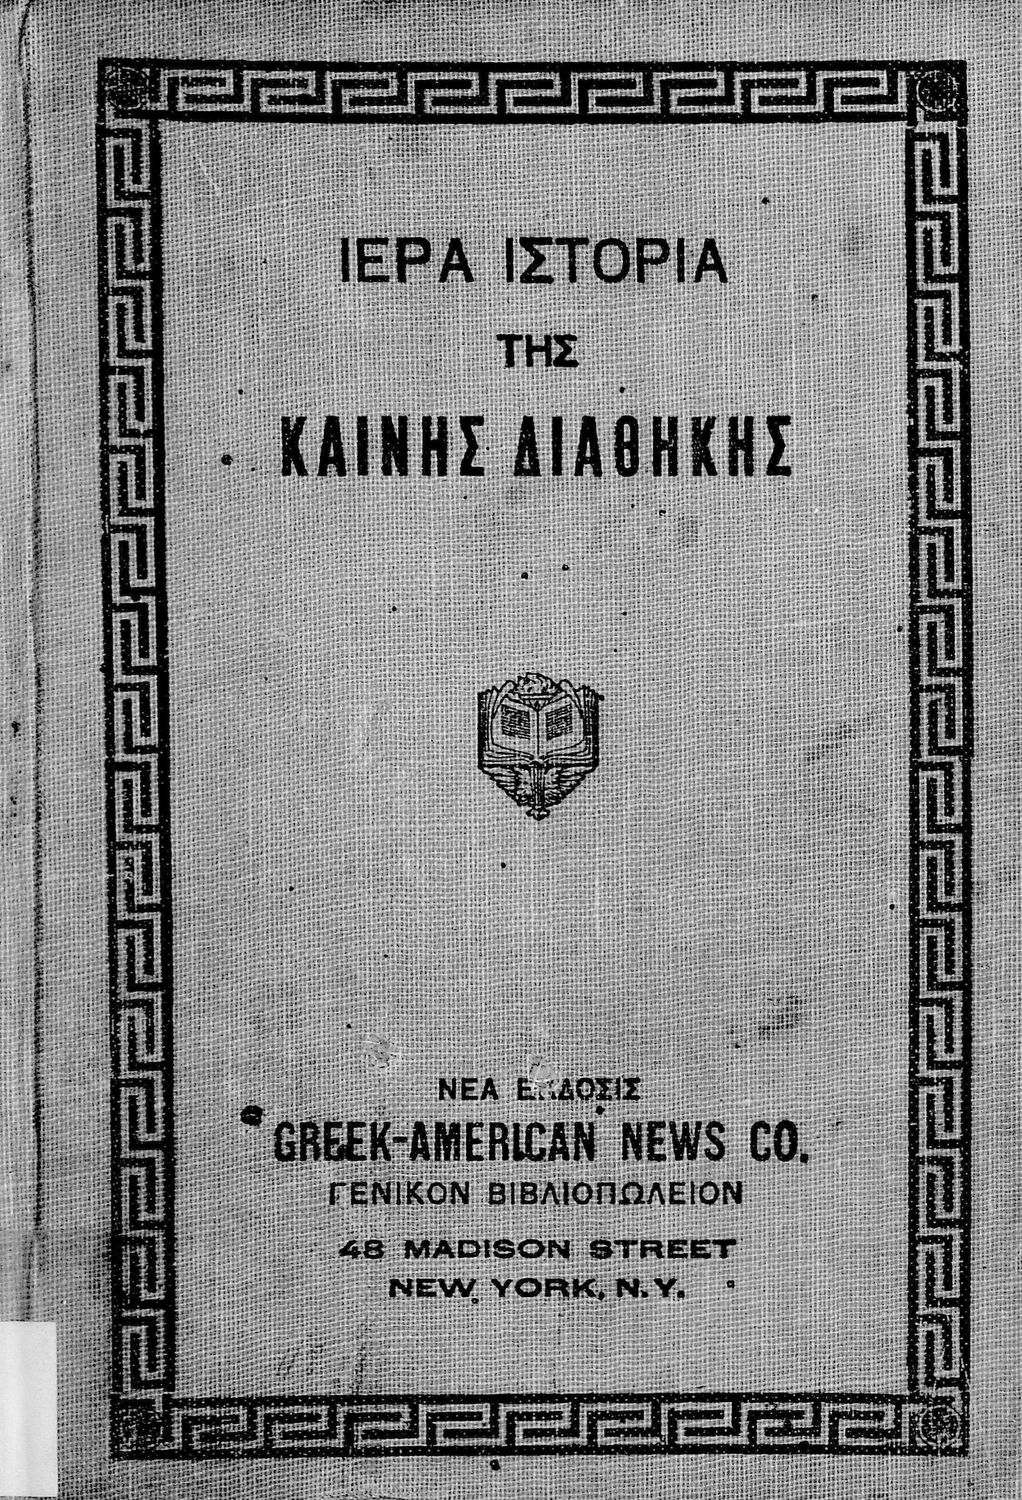 ΙΕΡΑ ΙΣΤΟΡΙΑ
ΤΗΣ
ΚΑΙΝΗΣ ΔΙΑΘΗΚΗΣ
ΝΕΑ ΕΚΔΟΣΙΣ
GREEK-AMERICAN NEWS CO.
ΓΕΝΙΚΟΝ ΒΙΒΛΙΟΠΩΛΕΙΟΝ
48 MADISON STREET
NEW YORK, N.Y.